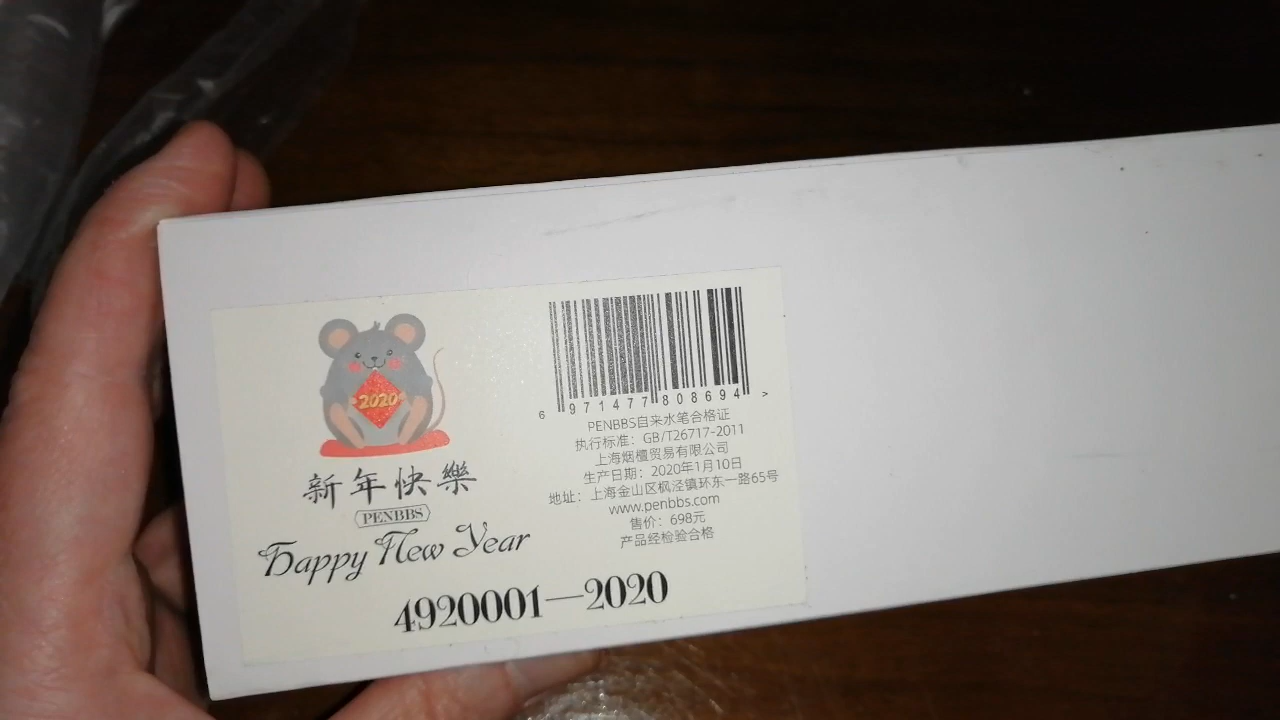 2020
新年快樂
PENBBS
Happy New Year
6 971477 808694 >
PENBBS自来水笔合格证
执行标准：GB/T26717-2011
上海烟檀贸易有限公司
生产日期：2020年1月10日
地址：上海金山区枫泾镇环东一路65号
www.penbbs.com
售价：698元
产品经检验合格
4920001—2020